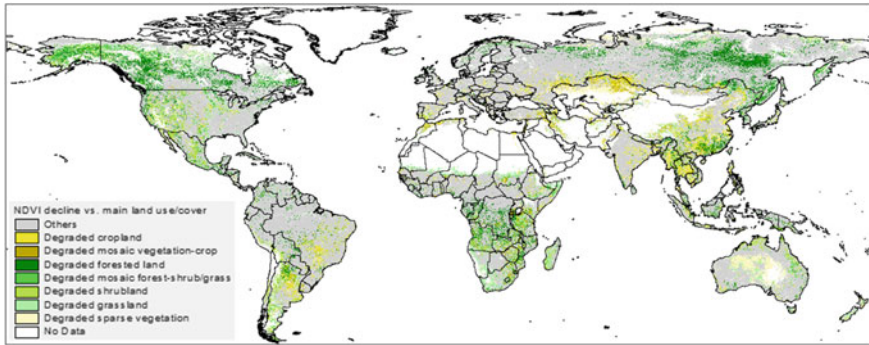 NDVI decline vs. main land use/cover
Others
Degraded cropland
Degraded mosaic vegetation-crop
Degraded forested land
Degraded mosaic forest-shrub/grass
Degraded shrubland
Degraded grassland
Degraded sparse vegetation
No Data